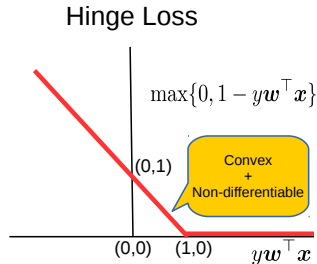 Hinge Loss
max{0, 1 − y𝒘⊤𝒙}
(0,1)
Convex
+
Non-differentiable
(0,0) (1,0)
y𝒘⊤𝒙